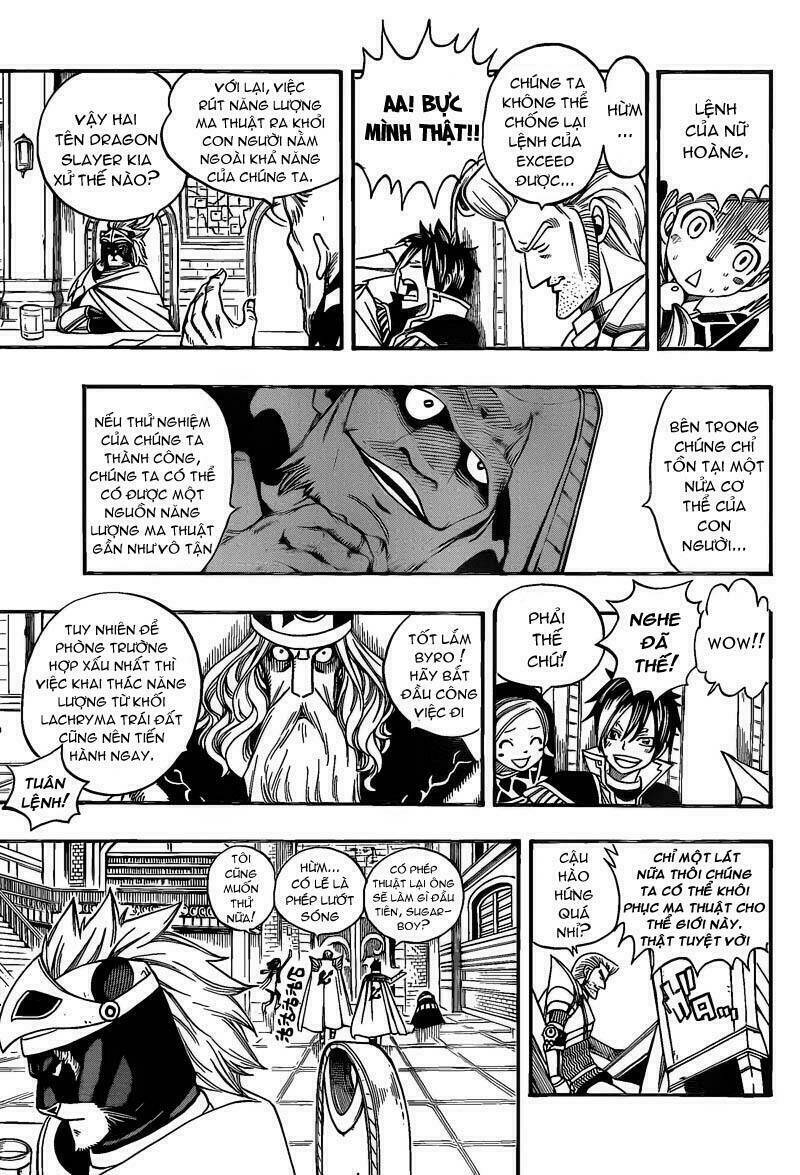 LỆNH
CỦA NỮ
HOÀNG.
HỪM
...
CHÚNG TA
KHÔNG THỂ
CHỐNG LẠI
LỆNH CỦA
EXCEED
ĐƯỢC...
AA! BỰC
MÌNH THẬT!!
VỚI LẠI, VIỆC
RÚT NĂNG LƯỢNG
MA THUẬT RA KHỎI
CON NGƯỜI NẰM
NGOÀI KHẢ NĂNG
CỦA CHÚNG TA.
VẬY HAI
TÊN DRAGON
SLAYER KIA
XỬ THẾ NÀO?
BÊN TRONG
CHÚNG CHỈ
TỒN TẠI MỘT
NỬA CƠ
THỂ CỦA
CON
NGƯỜI...
NẾU THỬ NGHIỆM
CỦA CHÚNG TA
THÀNH CÔNG,
CHÚNG TA CÓ THỂ
CÓ ĐƯỢC MỘT
NGUỒN NĂNG
LƯỢNG MA THUẬT
GẦN NHƯ VÔ TẬN
WOW!!
NGHE
ĐÃ
THẾ!
PHẢI
THẾ
CHỨ!
TỐT LẮM
BYRO!
HÃY BẮT
ĐẦU CÔNG
VIỆC ĐI
TUY NHIÊN ĐỀ
PHÒNG TRƯỜNG
HỢP XẤU NHẤT THÌ
VIỆC KHAI THÁC NĂNG
LƯỢNG TỪ KHỐI
LACHRYMA TRÁI ĐẤT
CŨNG NÊN TIẾN
HÀNH NGAY.
TUÂN
LỆNH!
CHỈ MỘT LÁT
NỮA THÔI CHÚNG
TA CÓ THỂ KHÔI
PHỤC MA THUẬT CHO
THẾ GIỚI NÀY.
THẬT TUYỆT VỜI
CẬU
HÀO
HỨNG
QUÁ
NHỈ?
ガタ...
CÓ PHÉP
THUẬT LẠI ÔNG
SẼ LÀM GÌ ĐẦU
TIÊN, SUGAR-
BOY?
HỪM...
CÓ LẼ LÀ
PHÉP LƯỚT
SÓNG
TÔI
CŨNG
MUỐN
THỬ
NỮA!